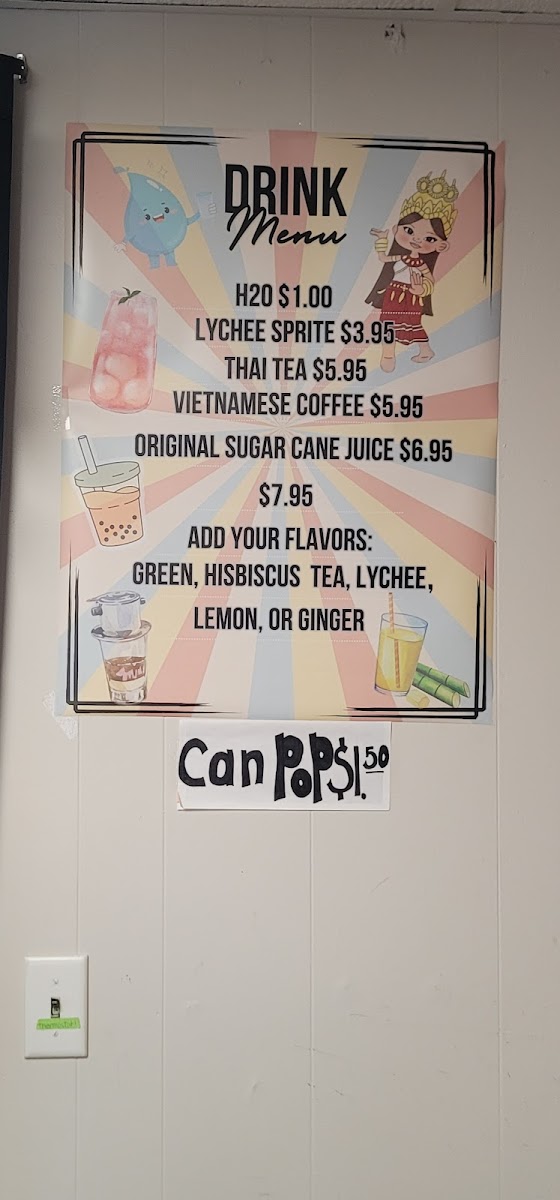 DRINK
Menu
H20 $1.00
LYCHEE SPRITE $3.95
THAI TEA $5.95
VIETNAMESE COFFEE $5.95
ORIGINAL SUGAR CANE JUICE $6.95
$7.95
ADD YOUR FLAVORS:
GREEN, HISBISCUS TEA, LYCHEE,
LEMON, OR GINGER
Can POP $1.50